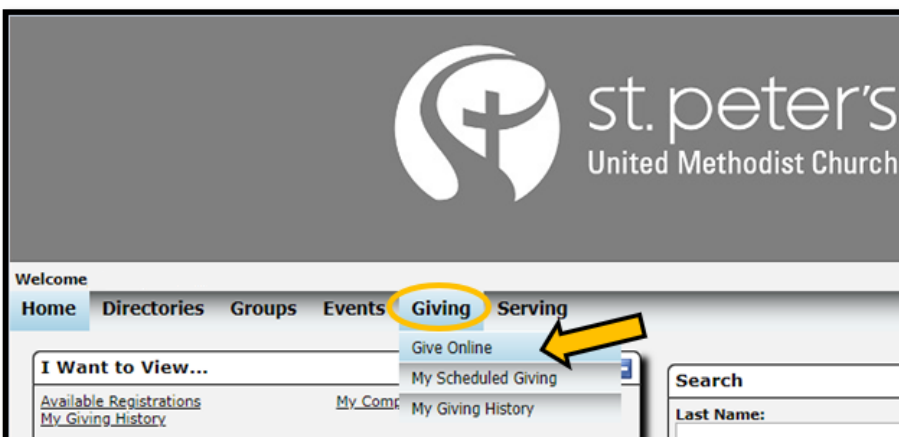 st. peter's
United Methodist Church
Welcome
Home Directories Groups Events Giving Serving
Give Online
My Scheduled Giving
My Giving History
I Want to View...
Available Registrations
My Giving History
Search
Last Name: